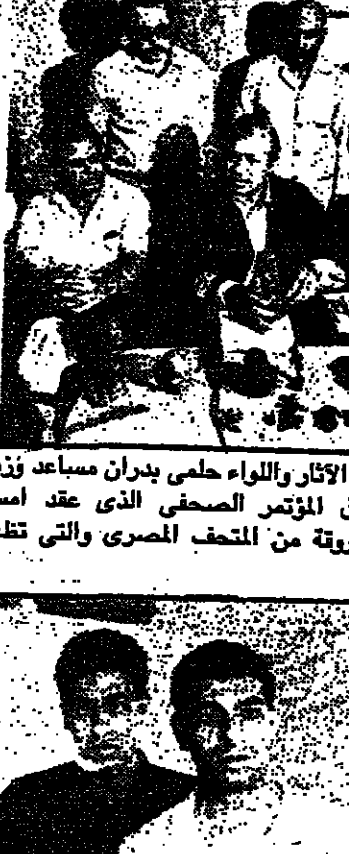 الآثار واللواء حلمى بدران مساعد وز
المؤتمر الصحفى الذى عقد امس
روقة من المتحف المصرى والتى تظ